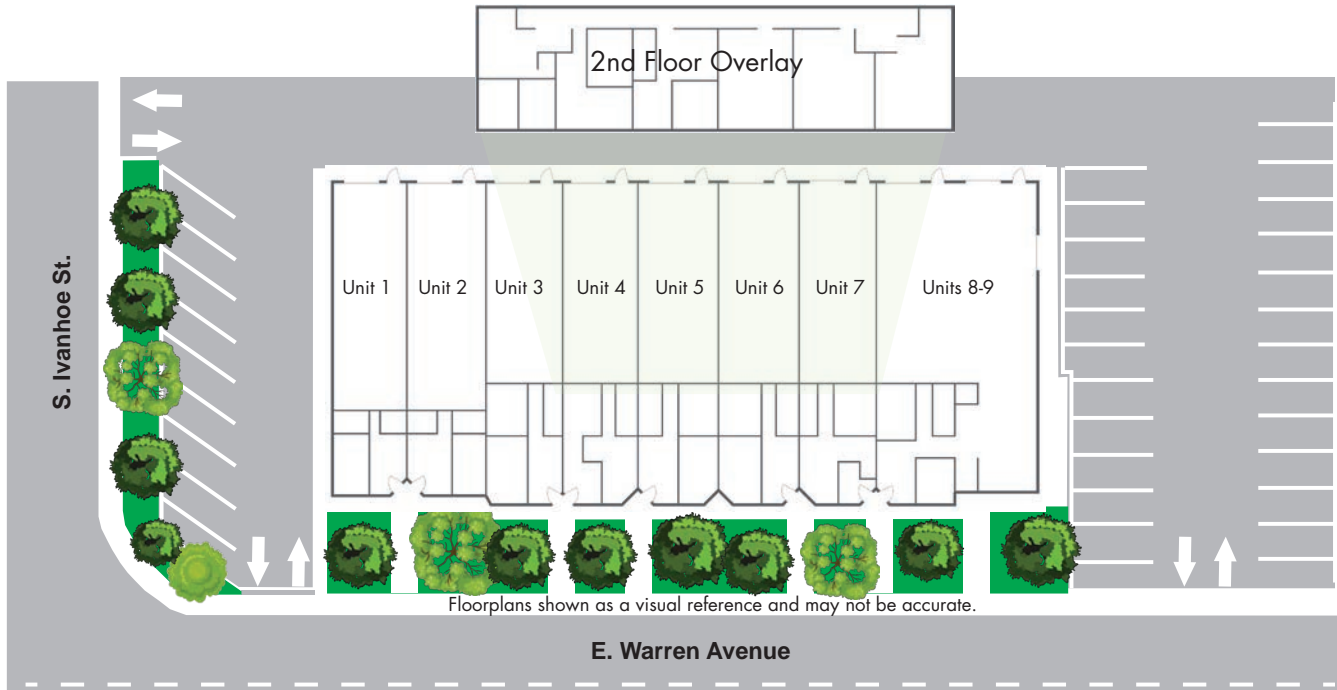 2nd Floor Overlay
S. Ivanhoe St.
Unit 1
Unit 2
Unit 3
Unit 4
Unit 5
Unit 6
Unit 7
Units 8-9
Floorplans shown as a visual reference and may not be accurate.
E. Warren Avenue